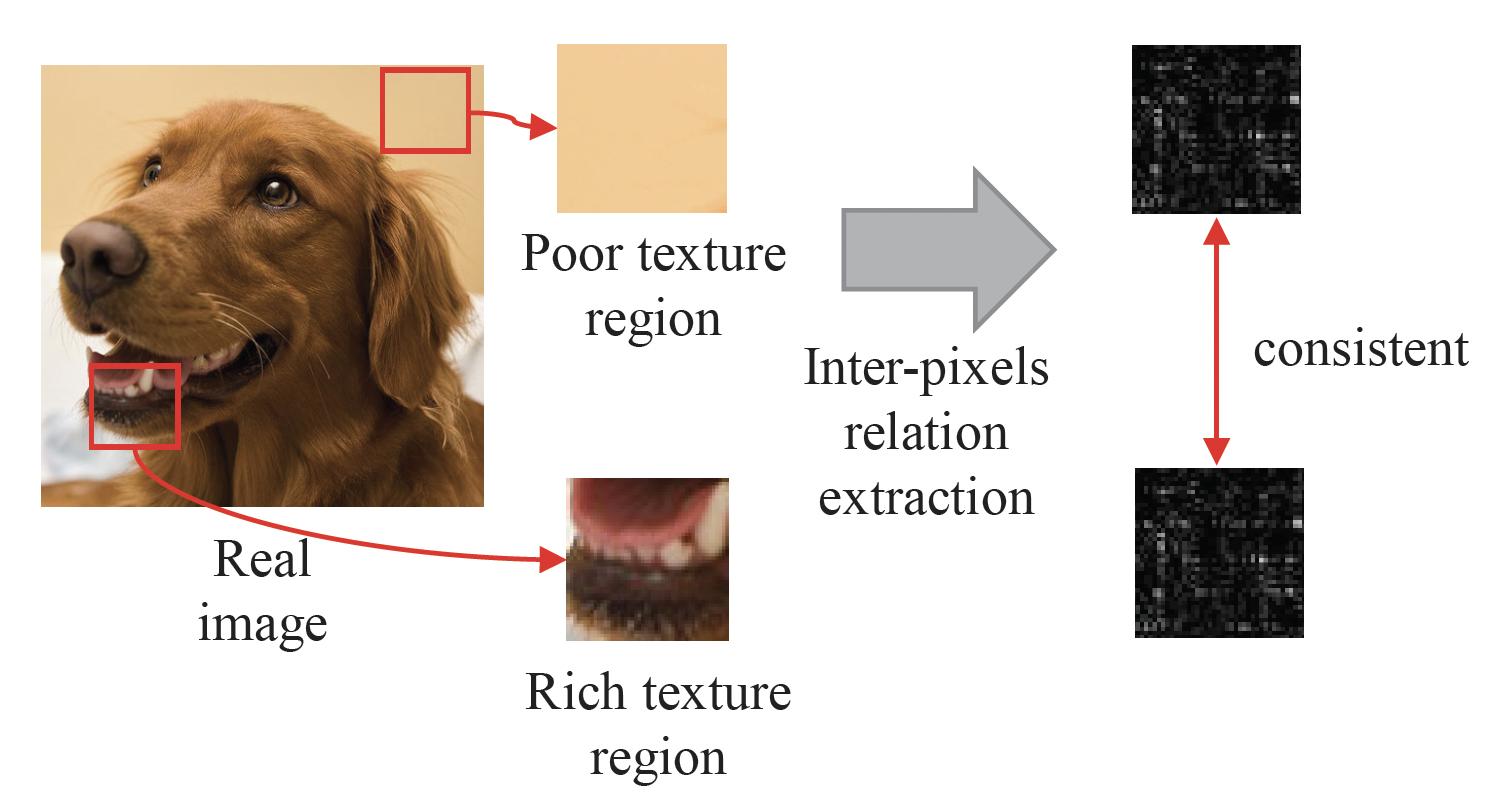 Poor texture
region
Inter-pixels
relation
extraction
consistent
Real
image
Rich texture
region